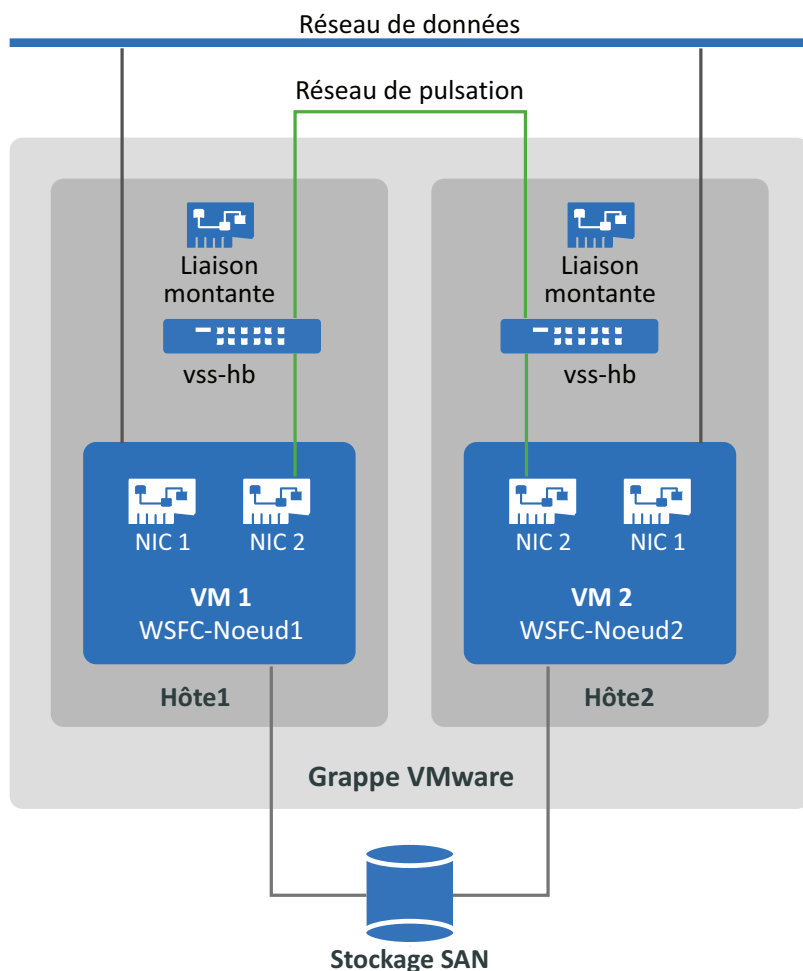 Réseau de données
Réseau de pulsation
Liaison
montante
vss-hb
Liaison
montante
vss-hb
NIC 1
NIC 2
VM 1
WSFC-Noeud1
Hôte1
NIC 2
NIC 1
VM 2
WSFC-Noeud2
Hôte2
Grappe VMware
Stockage SAN